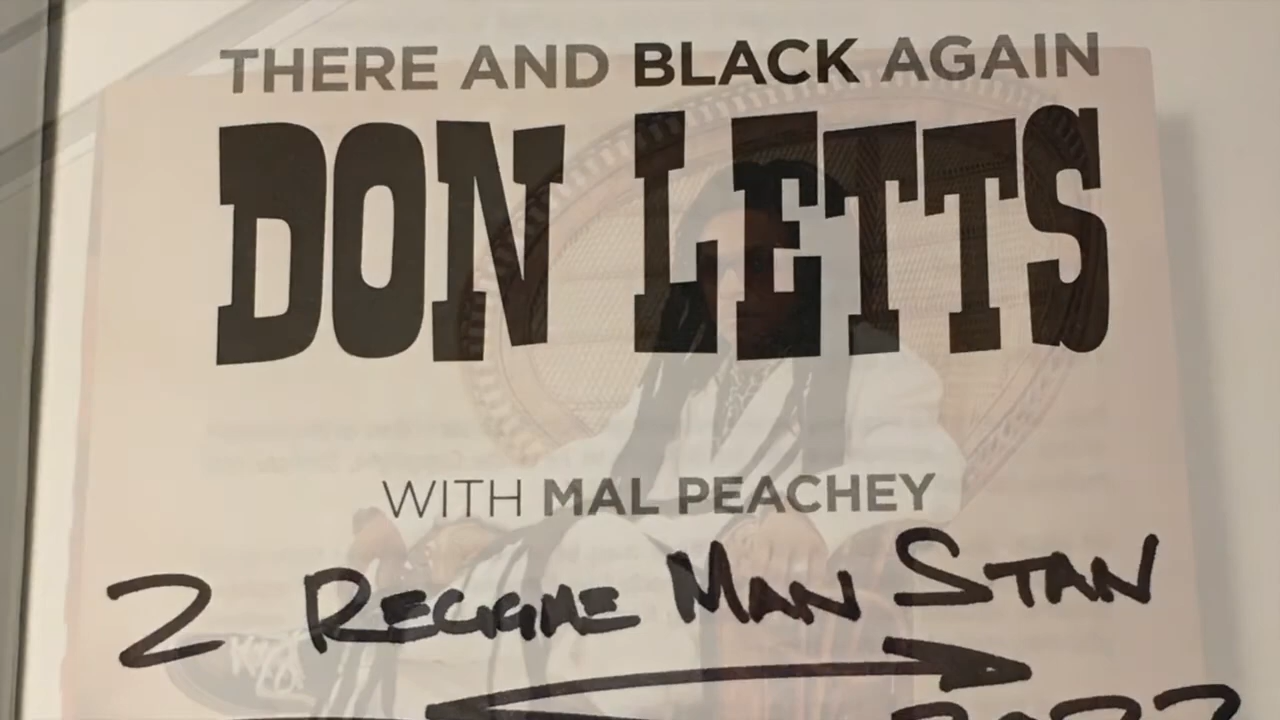 THERE AND BLACK AGAIN
DON LETTS
WITH MAL PEACHEY
2 REGGAE MAN STAN